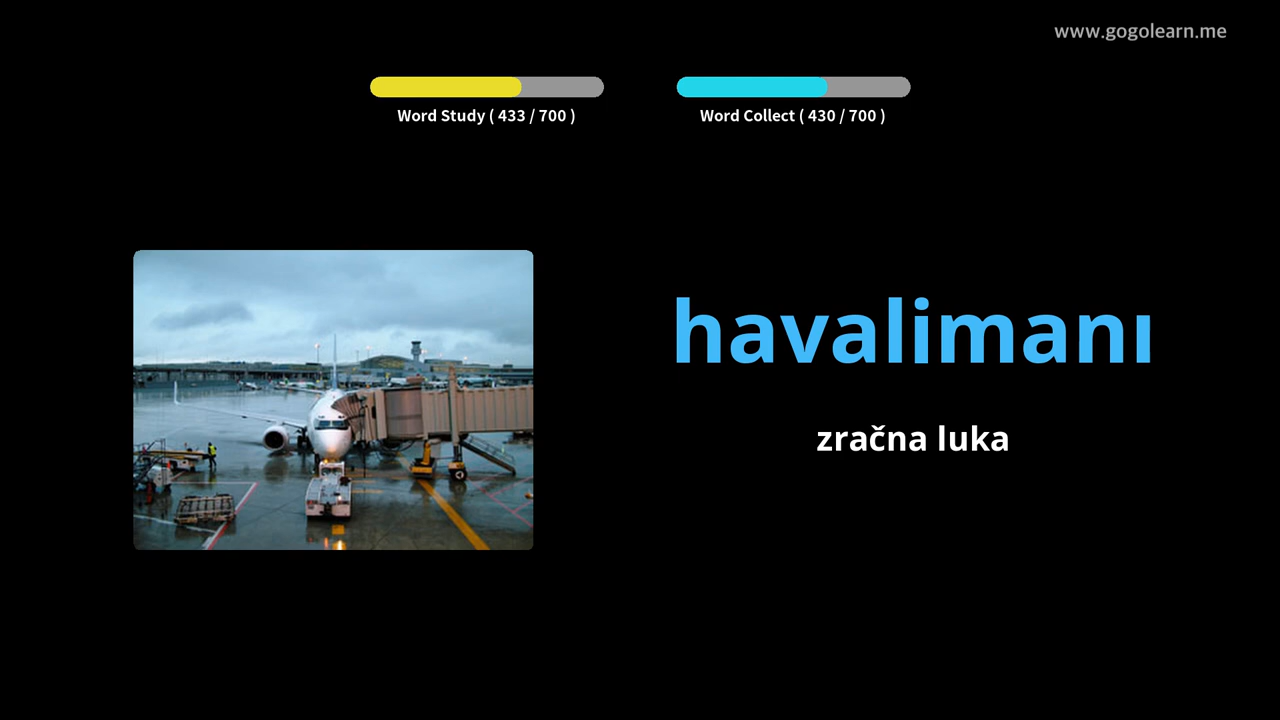 www.gogolearn.me
Word Study ( 433 / 700 )
Word Collect ( 430 / 700 )
havalimanı
zračna luka